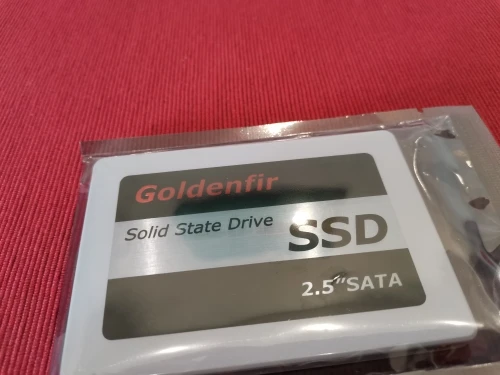 Goldenfir
Solid State Drive
SSD
2.5"SATA